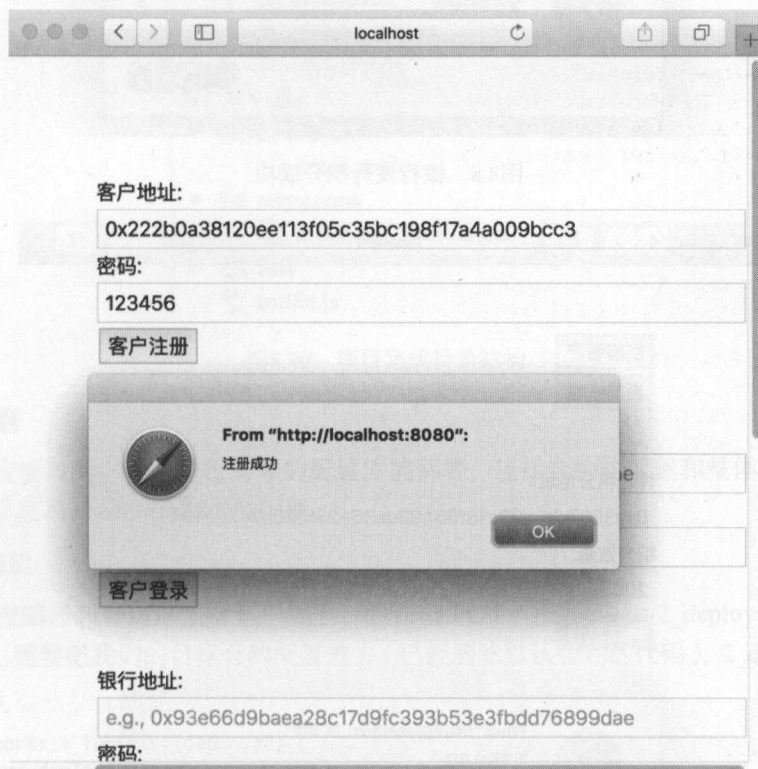 localhost
客户地址:
0x222b0a38120ee113f05c35bc198f17a4a009bcc3
密码:
123456
客户注册
From "http://localhost:8080":
注册成功
OK
客户登录
银行地址:
e.g., 0x93e66d9baea28c17d9fc393b53e3fbdd76899dae
密码: